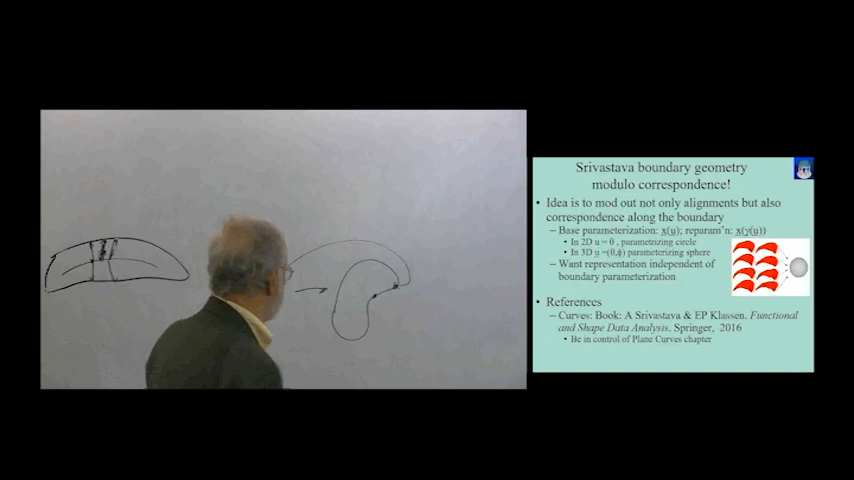 Srivastava boundary geometry
modulo correspondence!
• Idea is to mod out not only alignments but also
correspondence along the boundary
– Base parameterization: x(u); reparam'n: x(γ(u))
• In 2D u = θ , parametrizing circle
• In 3D u =(θ,ϕ) parameterizing sphere
– Want representation independent of
boundary parameterization
• References
– Curves: Book: A Srivastava & EP Klassen. Functional
and Shape Data Analysis. Springer, 2016
• Be in control of Plane Curves chapter